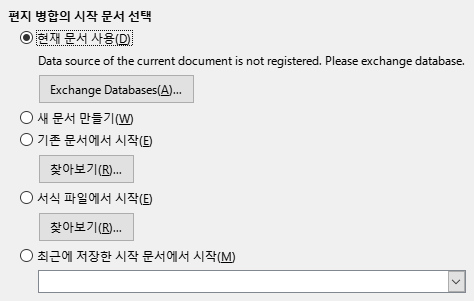 편지 병합의 시작 문서 선택
현재 문서 사용(D)
Data source of the current document is not registered. Please exchange database.
Exchange Databases(A)...
새 문서 만들기(W)
기존 문서에서 시작(E)
찾아보기(R)...
서식 파일에서 시작(E)
찾아보기(R)...
최근에 저장한 시작 문서에서 시작(M)